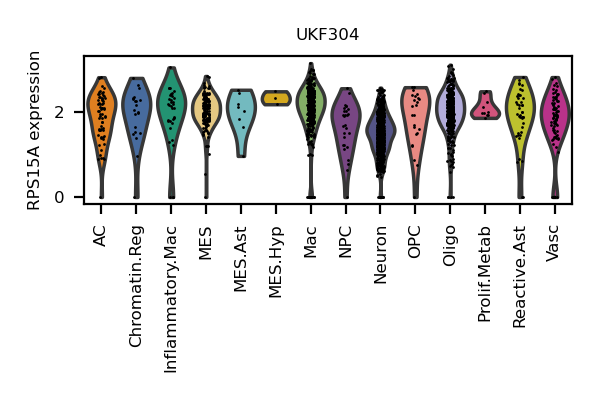 UKF304
RPS15A expression
2
0
AC
Chromatin.Reg
Inflammatory.Mac
MES
MES.Ast
MES.Hyp
Mac
NPC
Neuron
OPC
Oligo
Prolif.Metab
Reactive.Ast
Vasc